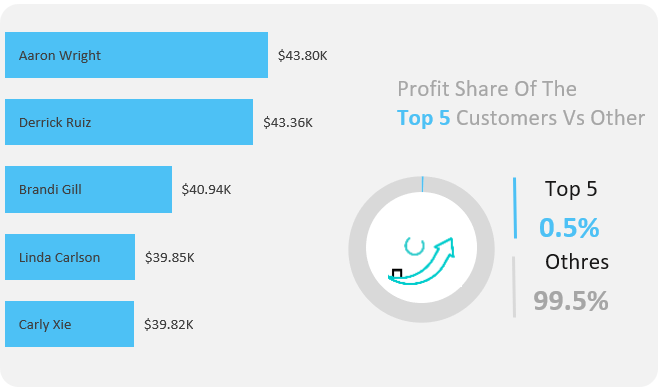 Aaron Wright $43.80K
Derrick Ruiz $43.36K
Brandi Gill $40.94K
Linda Carlson $39.85K
Carly Xie $39.82K
Profit Share Of The
Top 5 Customers Vs Other
Top 5
0.5%
Othres
99.5%